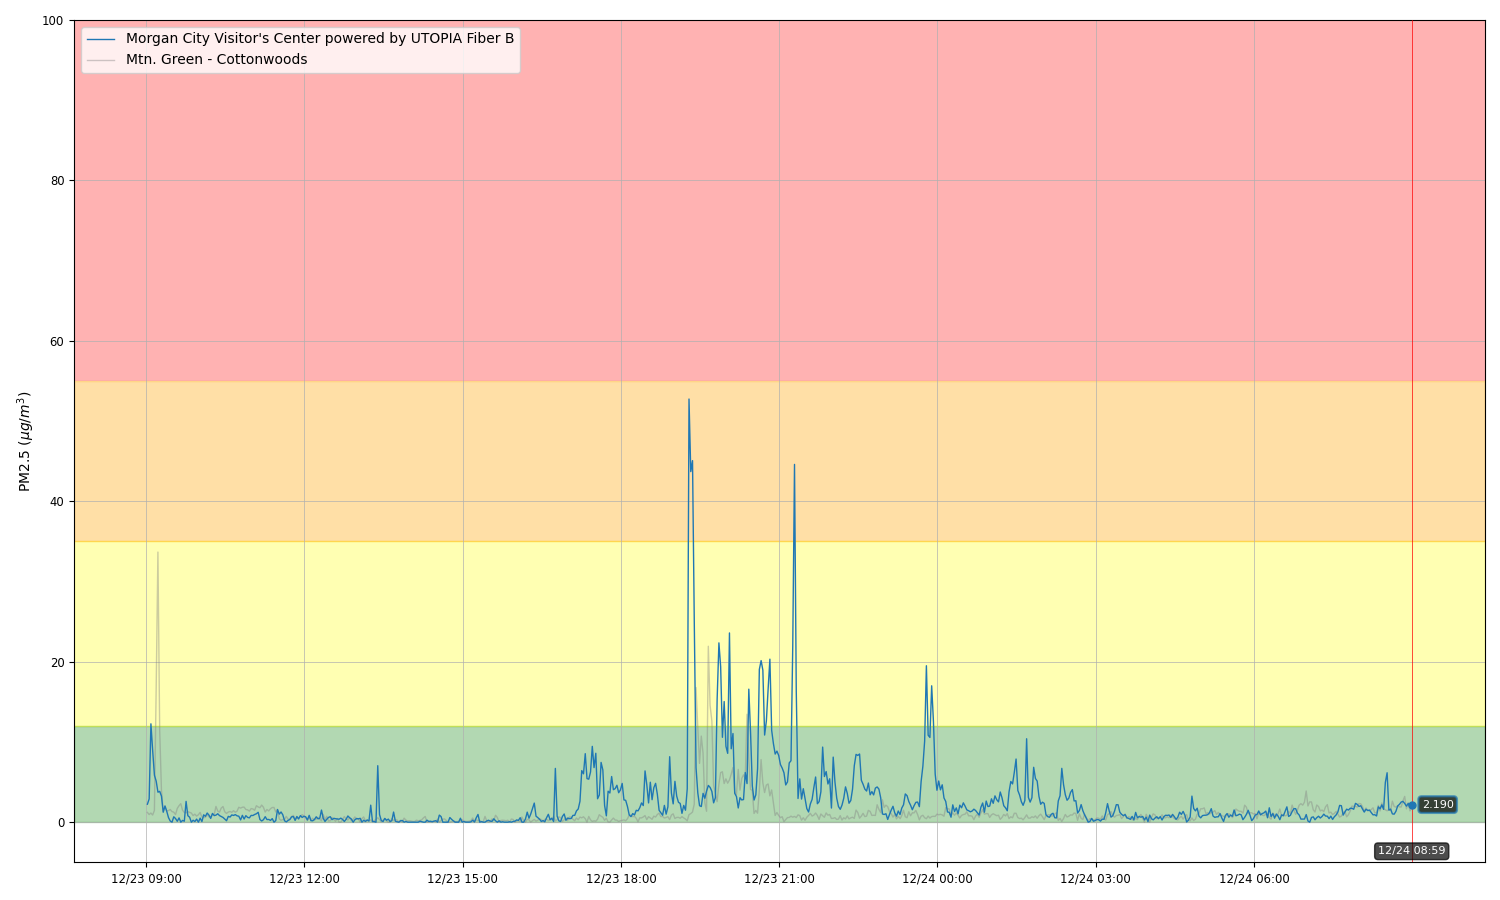 Morgan City Visitor's Center powered by UTOPIA Fiber B
Mtn. Green - Cottonwoods
100
80
60
40
20
0
PM2.5 (μg/m³)
2.190
12/24 08:59
12/23 09:00 12/23 12:00 12/23 15:00 12/23 18:00 12/23 21:00 12/24 00:00 12/24 03:00 12/24 06:00